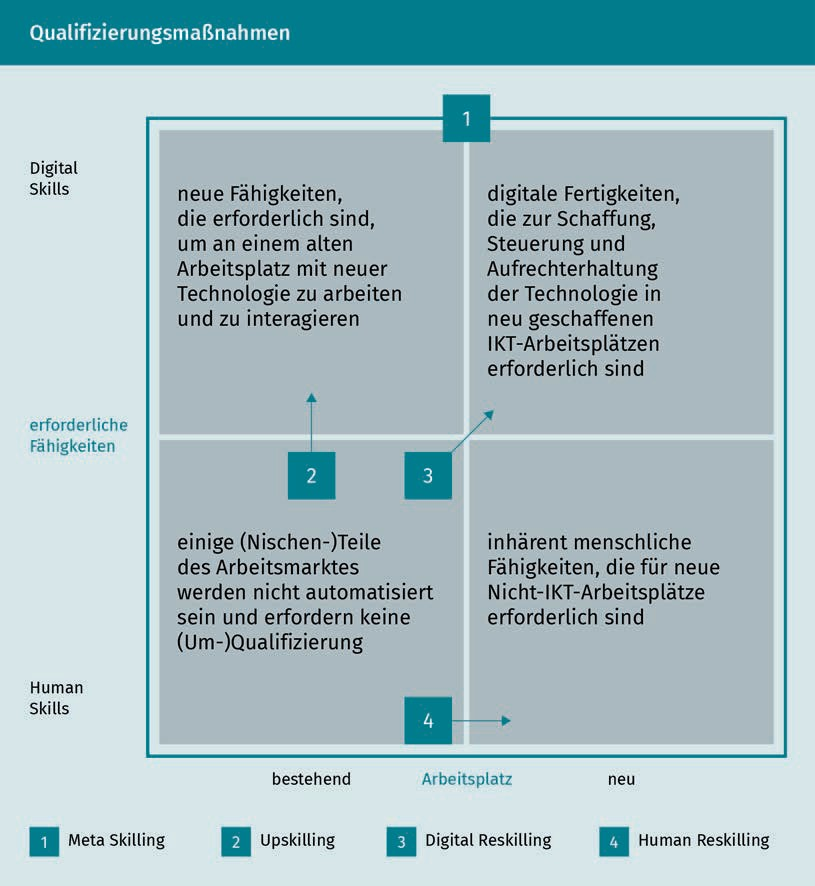 Qualifizierungsmaßnahmen
1
Digital
Skills
neue Fähigkeiten,
die erforderlich sind,
um an einem alten
Arbeitsplatz mit neuer
Technologie zu arbeiten
und zu interagieren
digitale Fertigkeiten,
die zur Schaffung,
Steuerung und
Aufrechterhaltung
der Technologie in
neu geschaffenen
IKT-Arbeitsplätzen
erforderlich sind
erforderliche
Fähigkeiten
2
3
einige (Nischen-)Teile
des Arbeitsmarktes
werden nicht automatisiert
sein und erfordern keine
(Um-)Qualifizierung
inhärent menschliche
Fähigkeiten, die für neue
Nicht-IKT-Arbeitsplätze
erforderlich sind
Human
Skills
4
bestehend Arbeitsplatz neu
1 Meta Skilling 2 Upskilling 3 Digital Reskilling 4 Human Reskilling